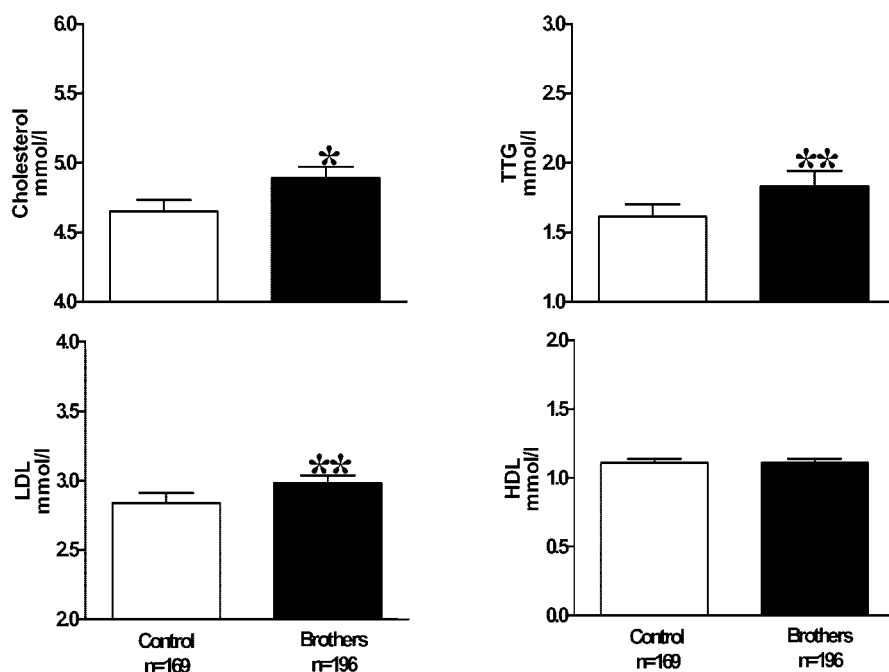 Cholesterol
mmol/l
6.0
5.5
5.0
4.5
4.0
*
TTG
mmol/l
3.0
2.5
2.0
1.5
1.0
**
LDL
mmol/l
4.0
3.5
3.0
2.5
2.0
**
Control
n=169
Brothers
n=196
HDL
mmol/l
2.0
1.5
1.0
0.5
0.0
Control
n=169
Brothers
n=196